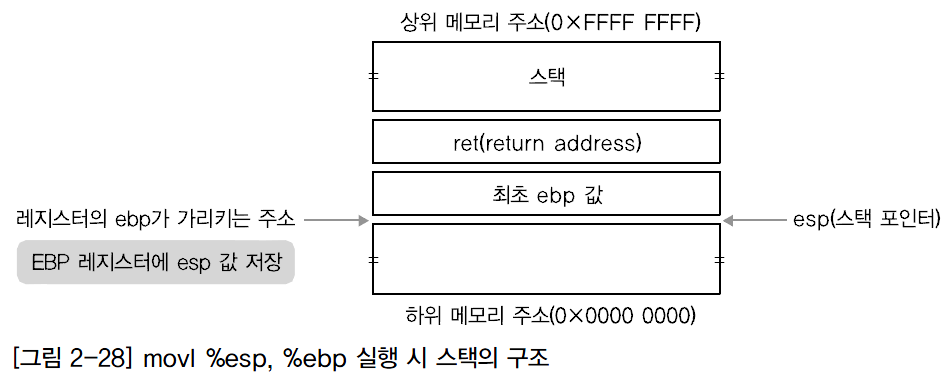 상위 메모리 주소(0×FFFF FFFF)
스택
ret(return address)
최초 ebp 값
레지스터의 ebp가 가리키는 주소
esp(스택 포인터)
EBP 레지스터에 esp 값 저장
하위 메모리 주소(0×0000 0000)
[그림 2-28] movl %esp, %ebp 실행 시 스택의 구조